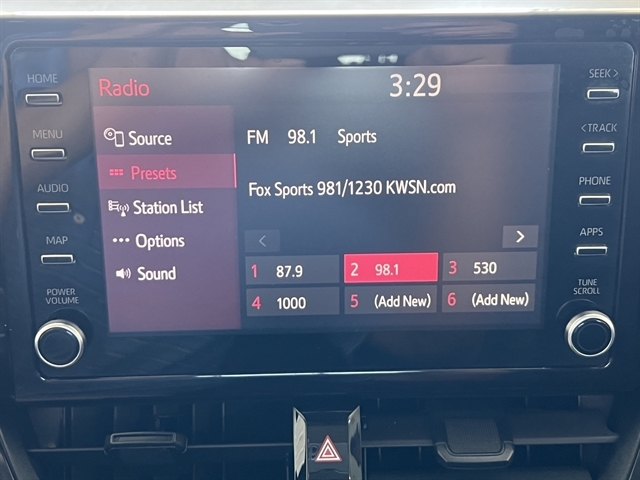 HOME
MENU
AUDIO
MAP
POWER
VOLUME
Radio
3:29
Source
Presets
Station List
Options
Sound
FM 98.1 Sports
Fox Sports 981/1230 KWSN.com
1 87.9
2 98.1
3 530
4 1000
5 (Add New)
6 (Add New)
SEEK>
<TRACK
PHONE
APPS
TUNE
SCROLL